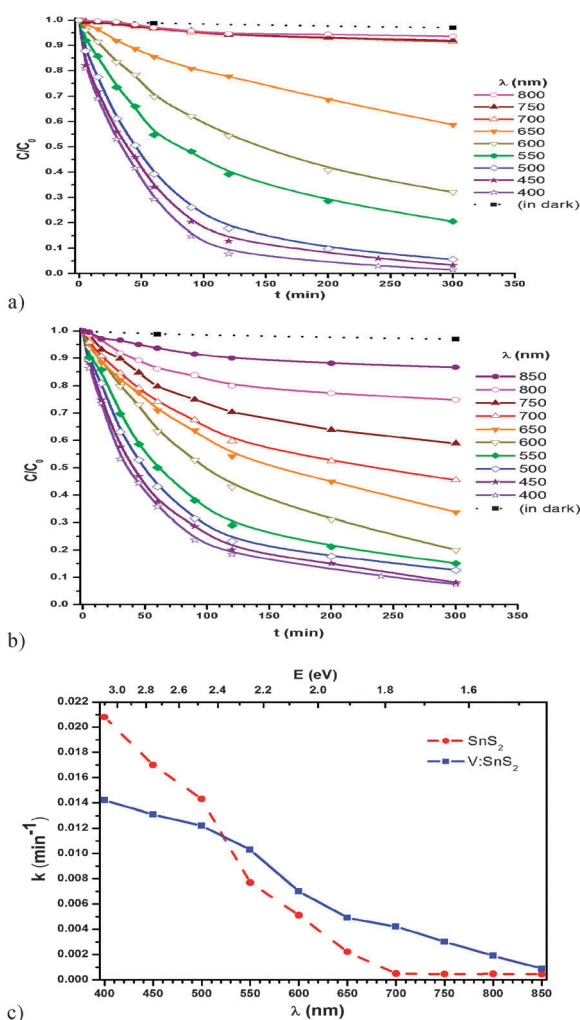 1.0
0.9
0.8
0.7
0.6
0.5
0.4
0.3
0.2
0.1
0.0
C/C₀
0 50 100 150 200 250 300 350
t (min)
λ (nm)
800
750
700
650
600
550
500
450
400
(in dark)
a)
1.0
0.9
0.8
0.7
0.6
0.5
0.4
0.3
0.2
0.1
0.0
C/C₀
0 50 100 150 200 250 300 350
t (min)
λ (nm)
850
800
750
700
650
600
550
500
450
400
(in dark)
b)
E (eV)
3.0 2.8 2.6 2.4 2.2 2.0 1.8 1.6
0.022
0.020
0.018
0.016
0.014
0.012
0.010
0.008
0.006
0.004
0.002
0.000
k (min⁻¹)
SnS₂
V:SnS₂
400 450 500 550 600 650 700 750 800 850
λ (nm)
c)